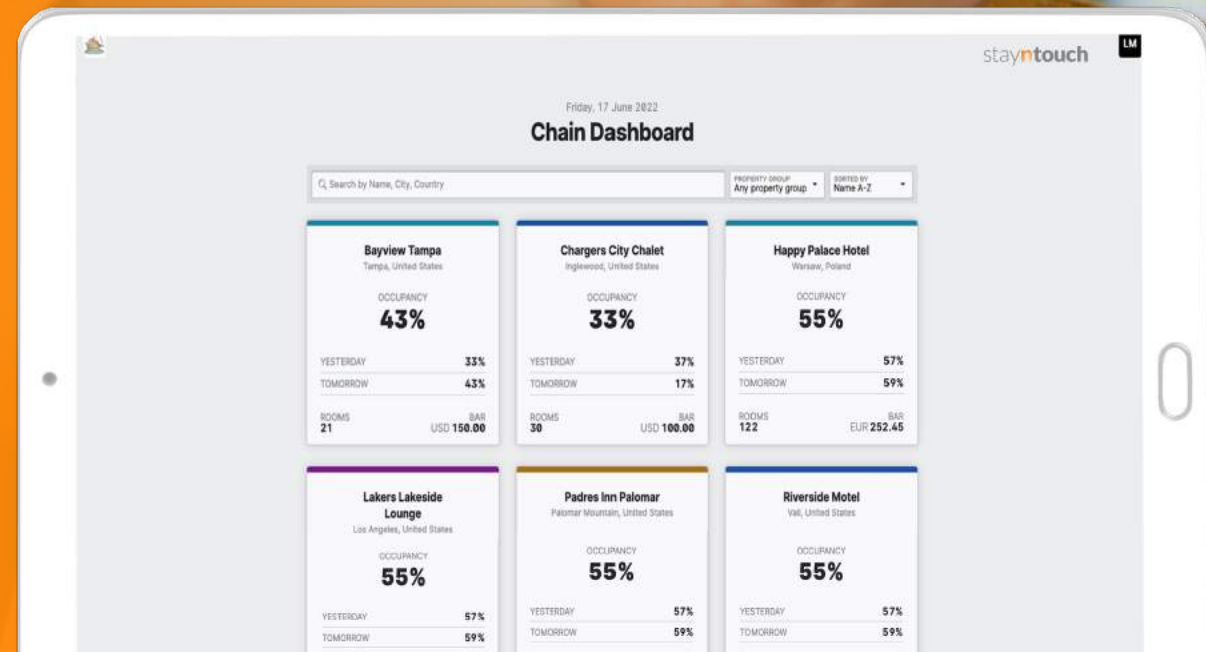 stayntouch
LM
Friday, 17 June 2022
Chain Dashboard
Search by Name, City, Country
PROPERTY GROUP
Any property group
SORTED BY
Name A-Z
Bayview Tampa
Tampa, United States
OCCUPANCY
43%
YESTERDAY 33%
TOMORROW 43%
ROOMS BAR
21 USD 150.00
Chargers City Chalet
Inglewood, United States
OCCUPANCY
33%
YESTERDAY 37%
TOMORROW 17%
ROOMS BAR
30 USD 100.00
Happy Palace Hotel
Warsaw, Poland
OCCUPANCY
55%
YESTERDAY 57%
TOMORROW 59%
ROOMS BAR
122 EUR 252.45
Lakers Lakeside
Lounge
Los Angeles, United States
OCCUPANCY
55%
YESTERDAY 57%
TOMORROW 59%
Padres Inn Palomar
Palomar Mountain, United States
OCCUPANCY
55%
YESTERDAY 57%
TOMORROW 59%
Riverside Motel
Vail, United States
OCCUPANCY
55%
YESTERDAY 57%
TOMORROW 59%